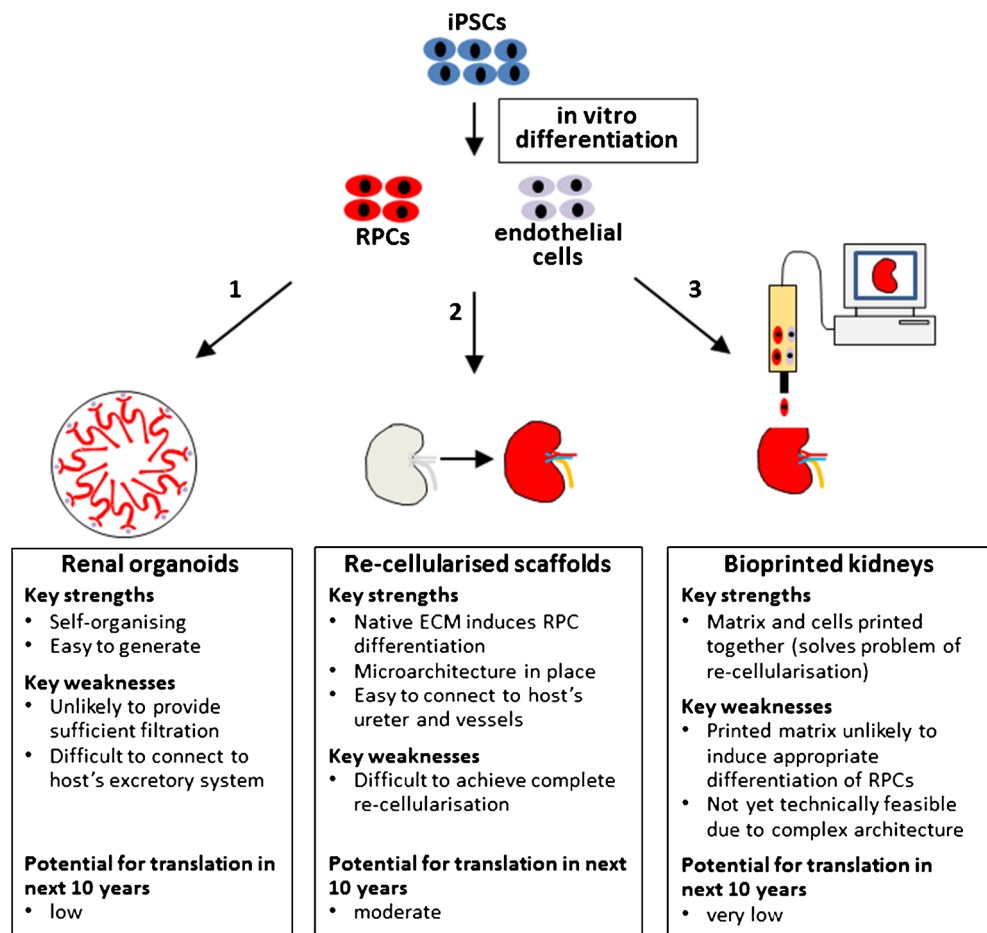 iPSCs
in vitro
differentiation
RPCs
endothelial
cells
1
2
3
Renal organoids
Key strengths
• Self-organising
• Easy to generate
Key weaknesses
• Unlikely to provide
sufficient filtration
• Difficult to connect to
host's excretory system
Potential for translation in
next 10 years
• low
Re-cellularised scaffolds
Key strengths
• Native ECM induces RPC
differentiation
• Microarchitecture in place
• Easy to connect to host's
ureter and vessels
Key weaknesses
• Difficult to achieve complete
re-cellularisation
Potential for translation in next
10 years
• moderate
Bioprinted kidneys
Key strengths
• Matrix and cells printed
together (solves problem of
re-cellularisation)
Key weaknesses
• Printed matrix unlikely to
induce appropriate
differentiation of RPCs
• Not yet technically feasible
due to complex architecture
Potential for translation in
next 10 years
• very low